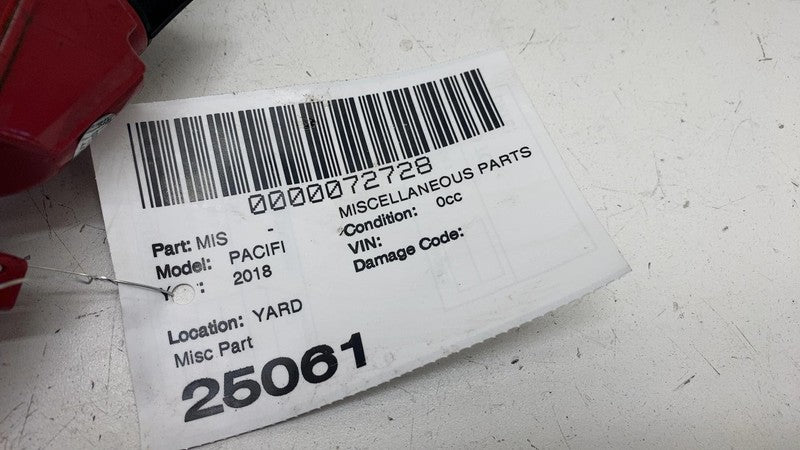 0000072728
Part: MIS - MISCELLANEOUS PARTS
Model: PACIFI Condition: 0cc
: 2018 VIN:
Damage Code:
Location: YARD
Misc Part
25061